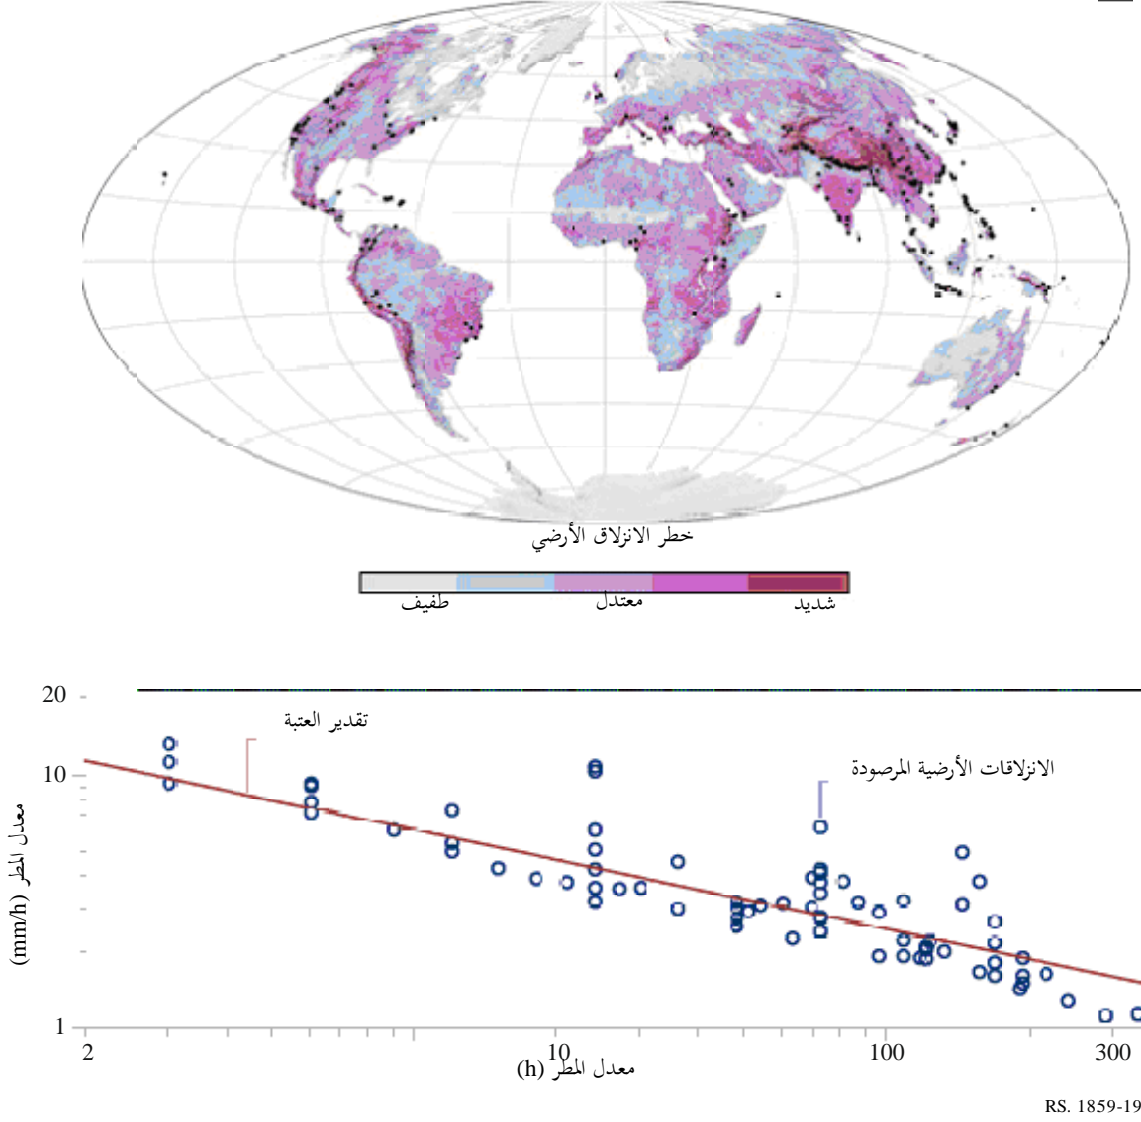 خطر الانزلاق الأرضي
طفيف معتدل شديد
20
تقدير العتبة
الانزلاقات الأرضية المرصودة
10
معدل المطر (mm/h)
1
2 10 100 300
معدل المطر (h)
RS. 1859-19